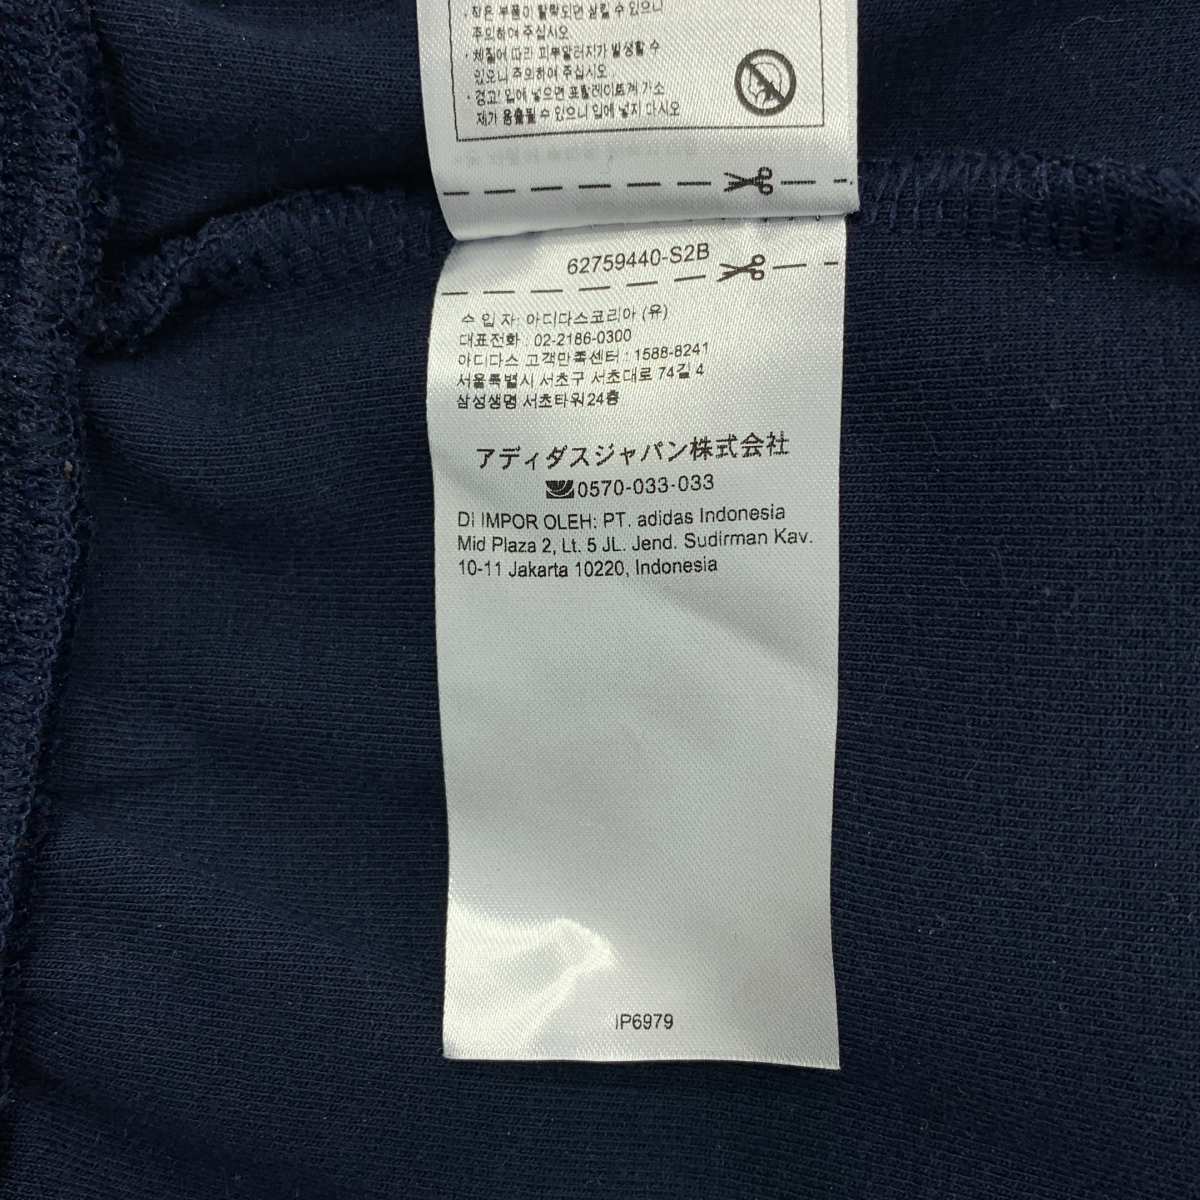 · 작은 부품이 탈락되면 삼킬 수 있으니
주의하여 주십시오
· 체질에 따라 피부알러지가 발생할 수
있으니 주의하여 주십시오
· 경고! 입에 넣으면 프탈레이트계 가소
제가 용출될 수 있으니 입에 넣지 마시오
62759440-S2B
수 입 자: 아디다스코리아 (유)
대표전화 : 02-2186-0300
아디다스 고객만족센터 : 1588-8241
서울특별시 서초구 서초대로 74길 4
삼성생명 서초타워24층
アディダスジャパン株式会社
0570-033-033
DI IMPOR OLEH: PT. adidas Indonesia
Mid Plaza 2, Lt. 5 JL. Jend. Sudirman Kav.
10-11 Jakarta 10220, Indonesia
IP6979